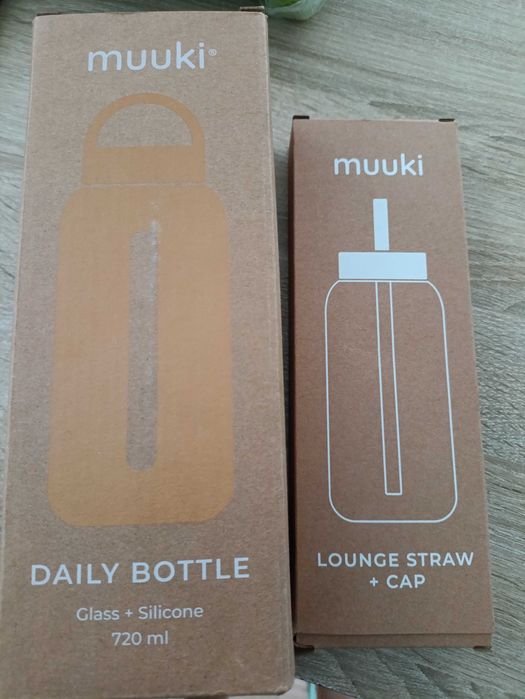 muuki®
DAILY BOTTLE
Glass + Silicone
720 ml
muuki
LOUNGE STRAW
+ CAP